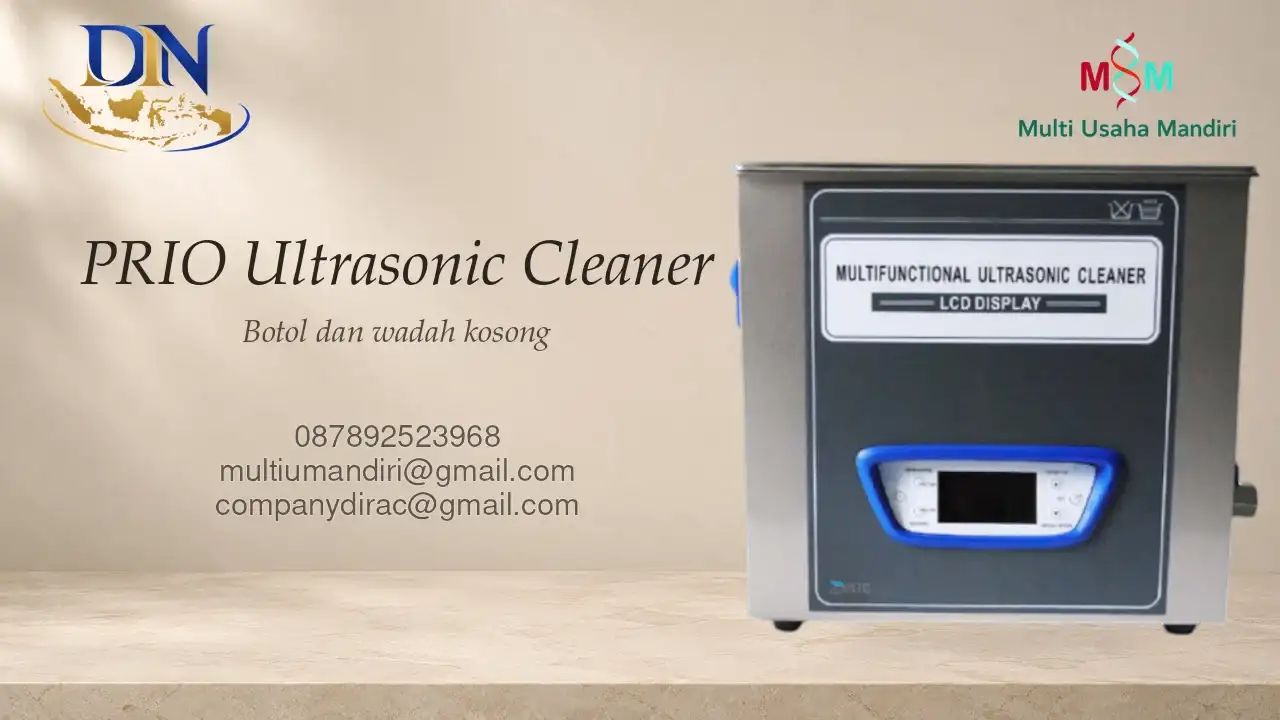 DN
MSM
Multi Usaha Mandiri
PRIO Ultrasonic Cleaner
Botol dan wadah kosong
087892523968
multiumandiri@gmail.com
companydirac@gmail.com
MULTIFUNCTIONAL ULTRASONIC CLEANER
LCD DISPLAY